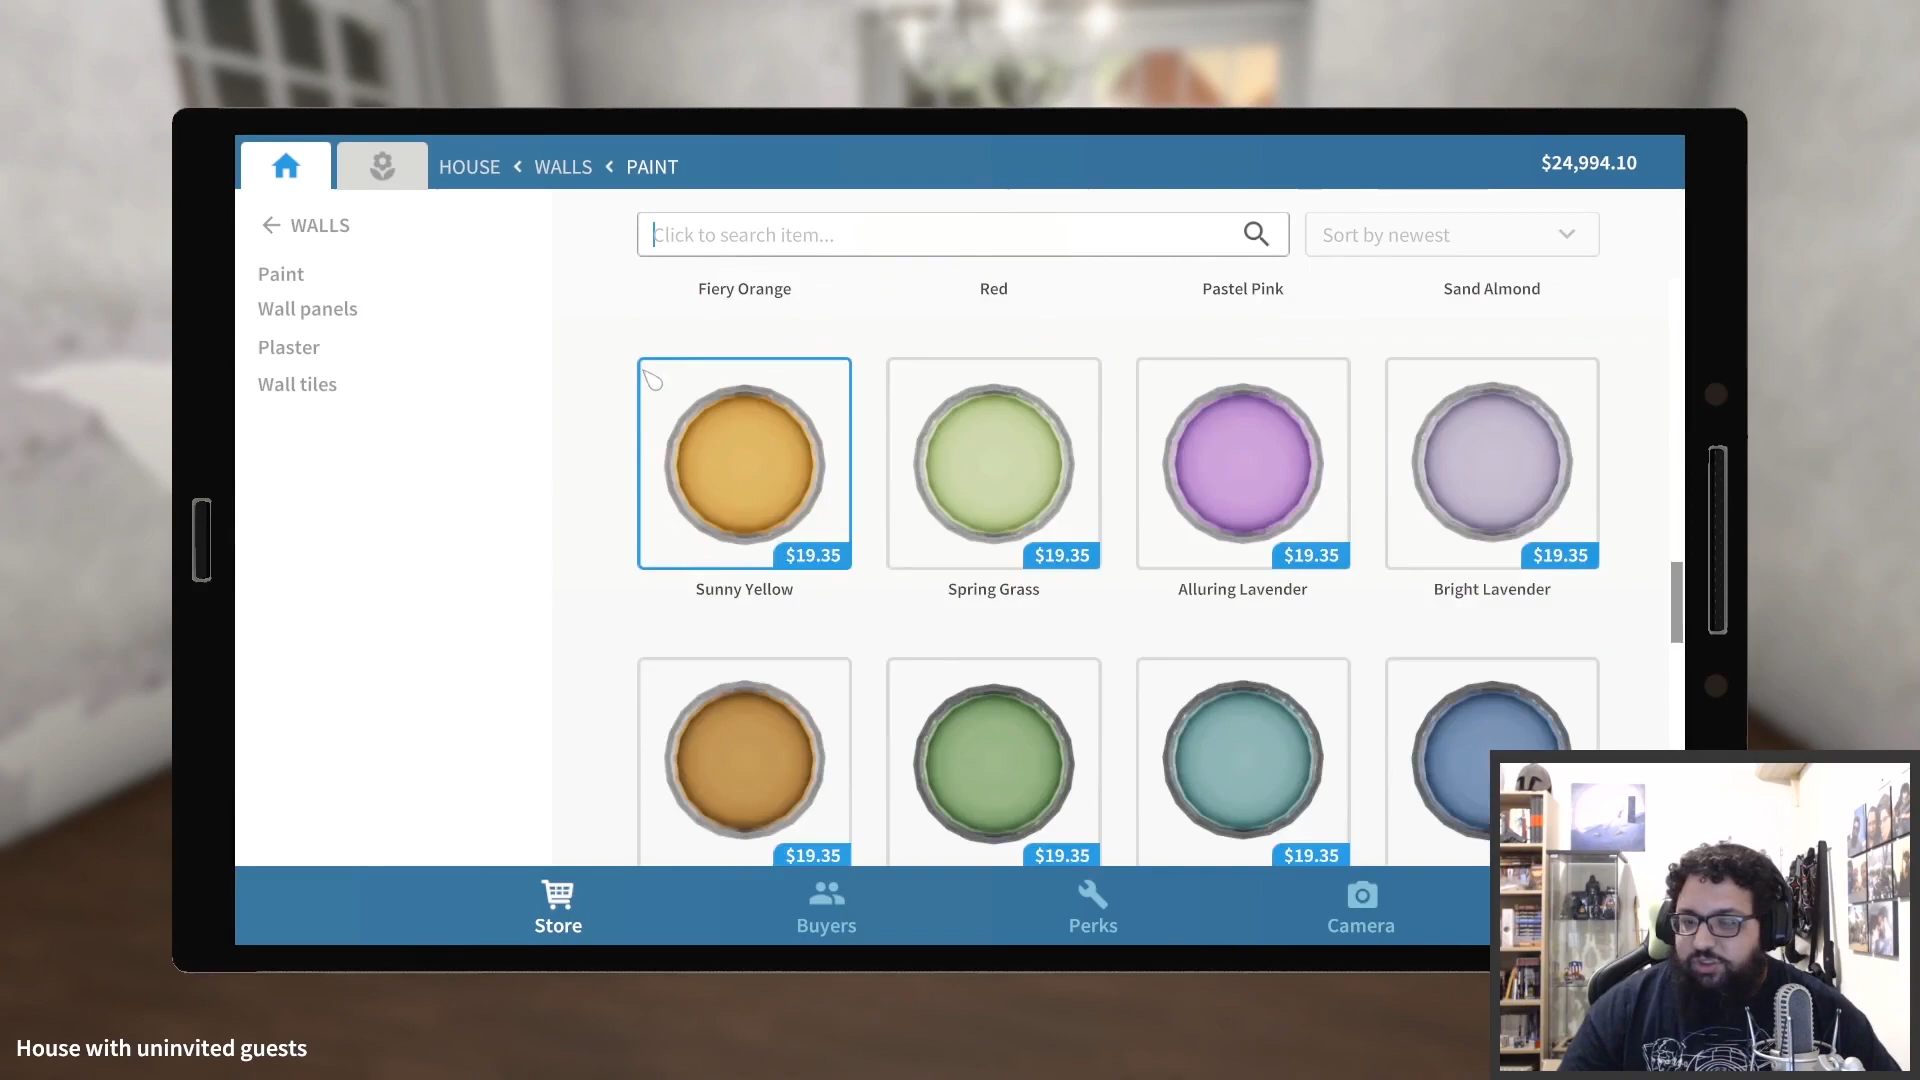 HOUSE < WALLS < PAINT
$24,994.10
WALLS
Click to search item...
Sort by newest
Paint
Wall panels
Plaster
Wall tiles
Fiery Orange
Red
Pastel Pink
Sand Almond
$19.35
$19.35
$19.35
$19.35
Sunny Yellow
Spring Grass
Alluring Lavender
Bright Lavender
$19.35
$19.35
$19.35
Store
Buyers
Perks
Camera
House with uninvited guests